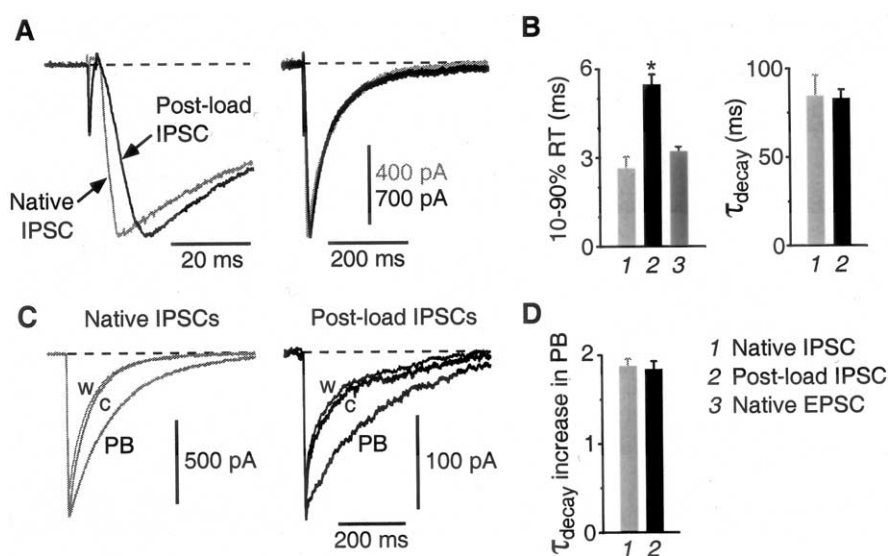 A
Post-load
IPSC
Native
IPSC
20 ms
400 pA
700 pA
200 ms
B
10-90% RT (ms)
6
3
0
*
1 2 3
τdecay (ms)
100
50
0
1 2
C
Native IPSCs
w
c
PB
500 pA
Post-load IPSCs
w
c
PB
100 pA
200 ms
D
τdecay increase in PB
2
1
0
1 2
1 Native IPSC
2 Post-load IPSC
3 Native EPSC